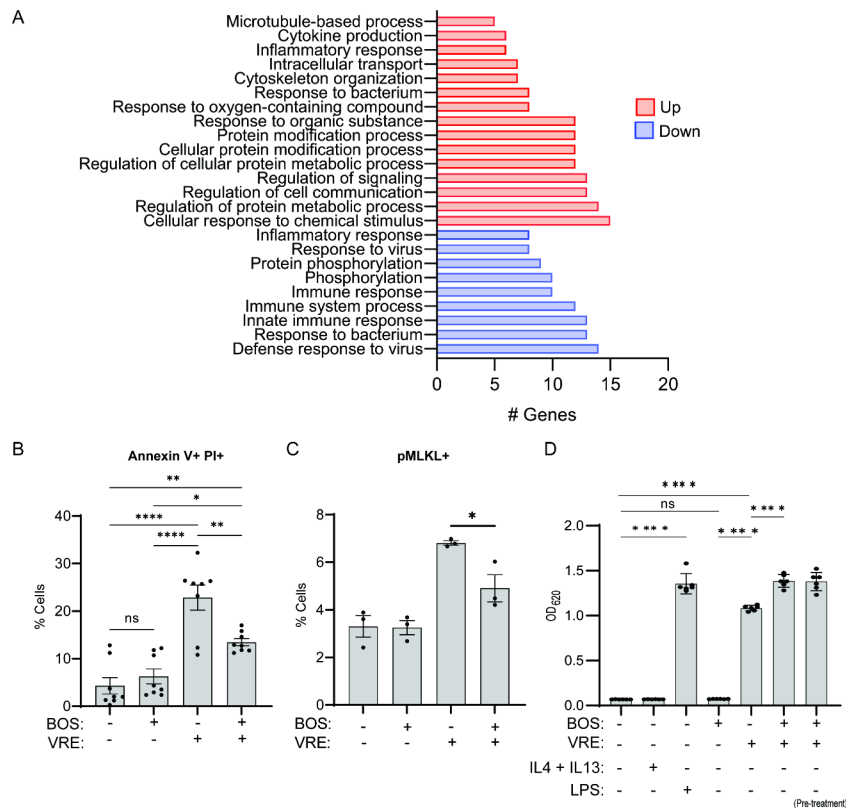 A
Microtubule-based process
Cytokine production
Inflammatory response
Intracellular transport
Cytoskeleton organization
Response to bacterium
Response to oxygen-containing compound
Response to organic substance
Protein modification process
Cellular protein modification process
Regulation of cellular protein metabolic process
Regulation of signaling
Regulation of cell communication
Regulation of protein metabolic process
Cellular response to chemical stimulus
Inflammatory response
Response to virus
Protein phosphorylation
Phosphorylation
Immune response
Immune system process
Innate immune response
Response to bacterium
Defense response to virus
Up
Down
0 5 10 15 20
# Genes
B
Annexin V+ PI+
**
*
**** **
****
ns
40
30
20
10
0
% Cells
BOS: - + - +
VRE: - - + +
C
pMLKL+
*
8
6
4
2
0
% Cells
BOS: - + - +
VRE: - - + +
D
****
ns ****
**** ****
2.0
1.5
1.0
0.5
0.0
OD620
BOS: - - - + - + +
VRE: - - - - + + +
IL4 + IL13: - + - - - - -
LPS: - - + - - - -
(Pre-treatment)